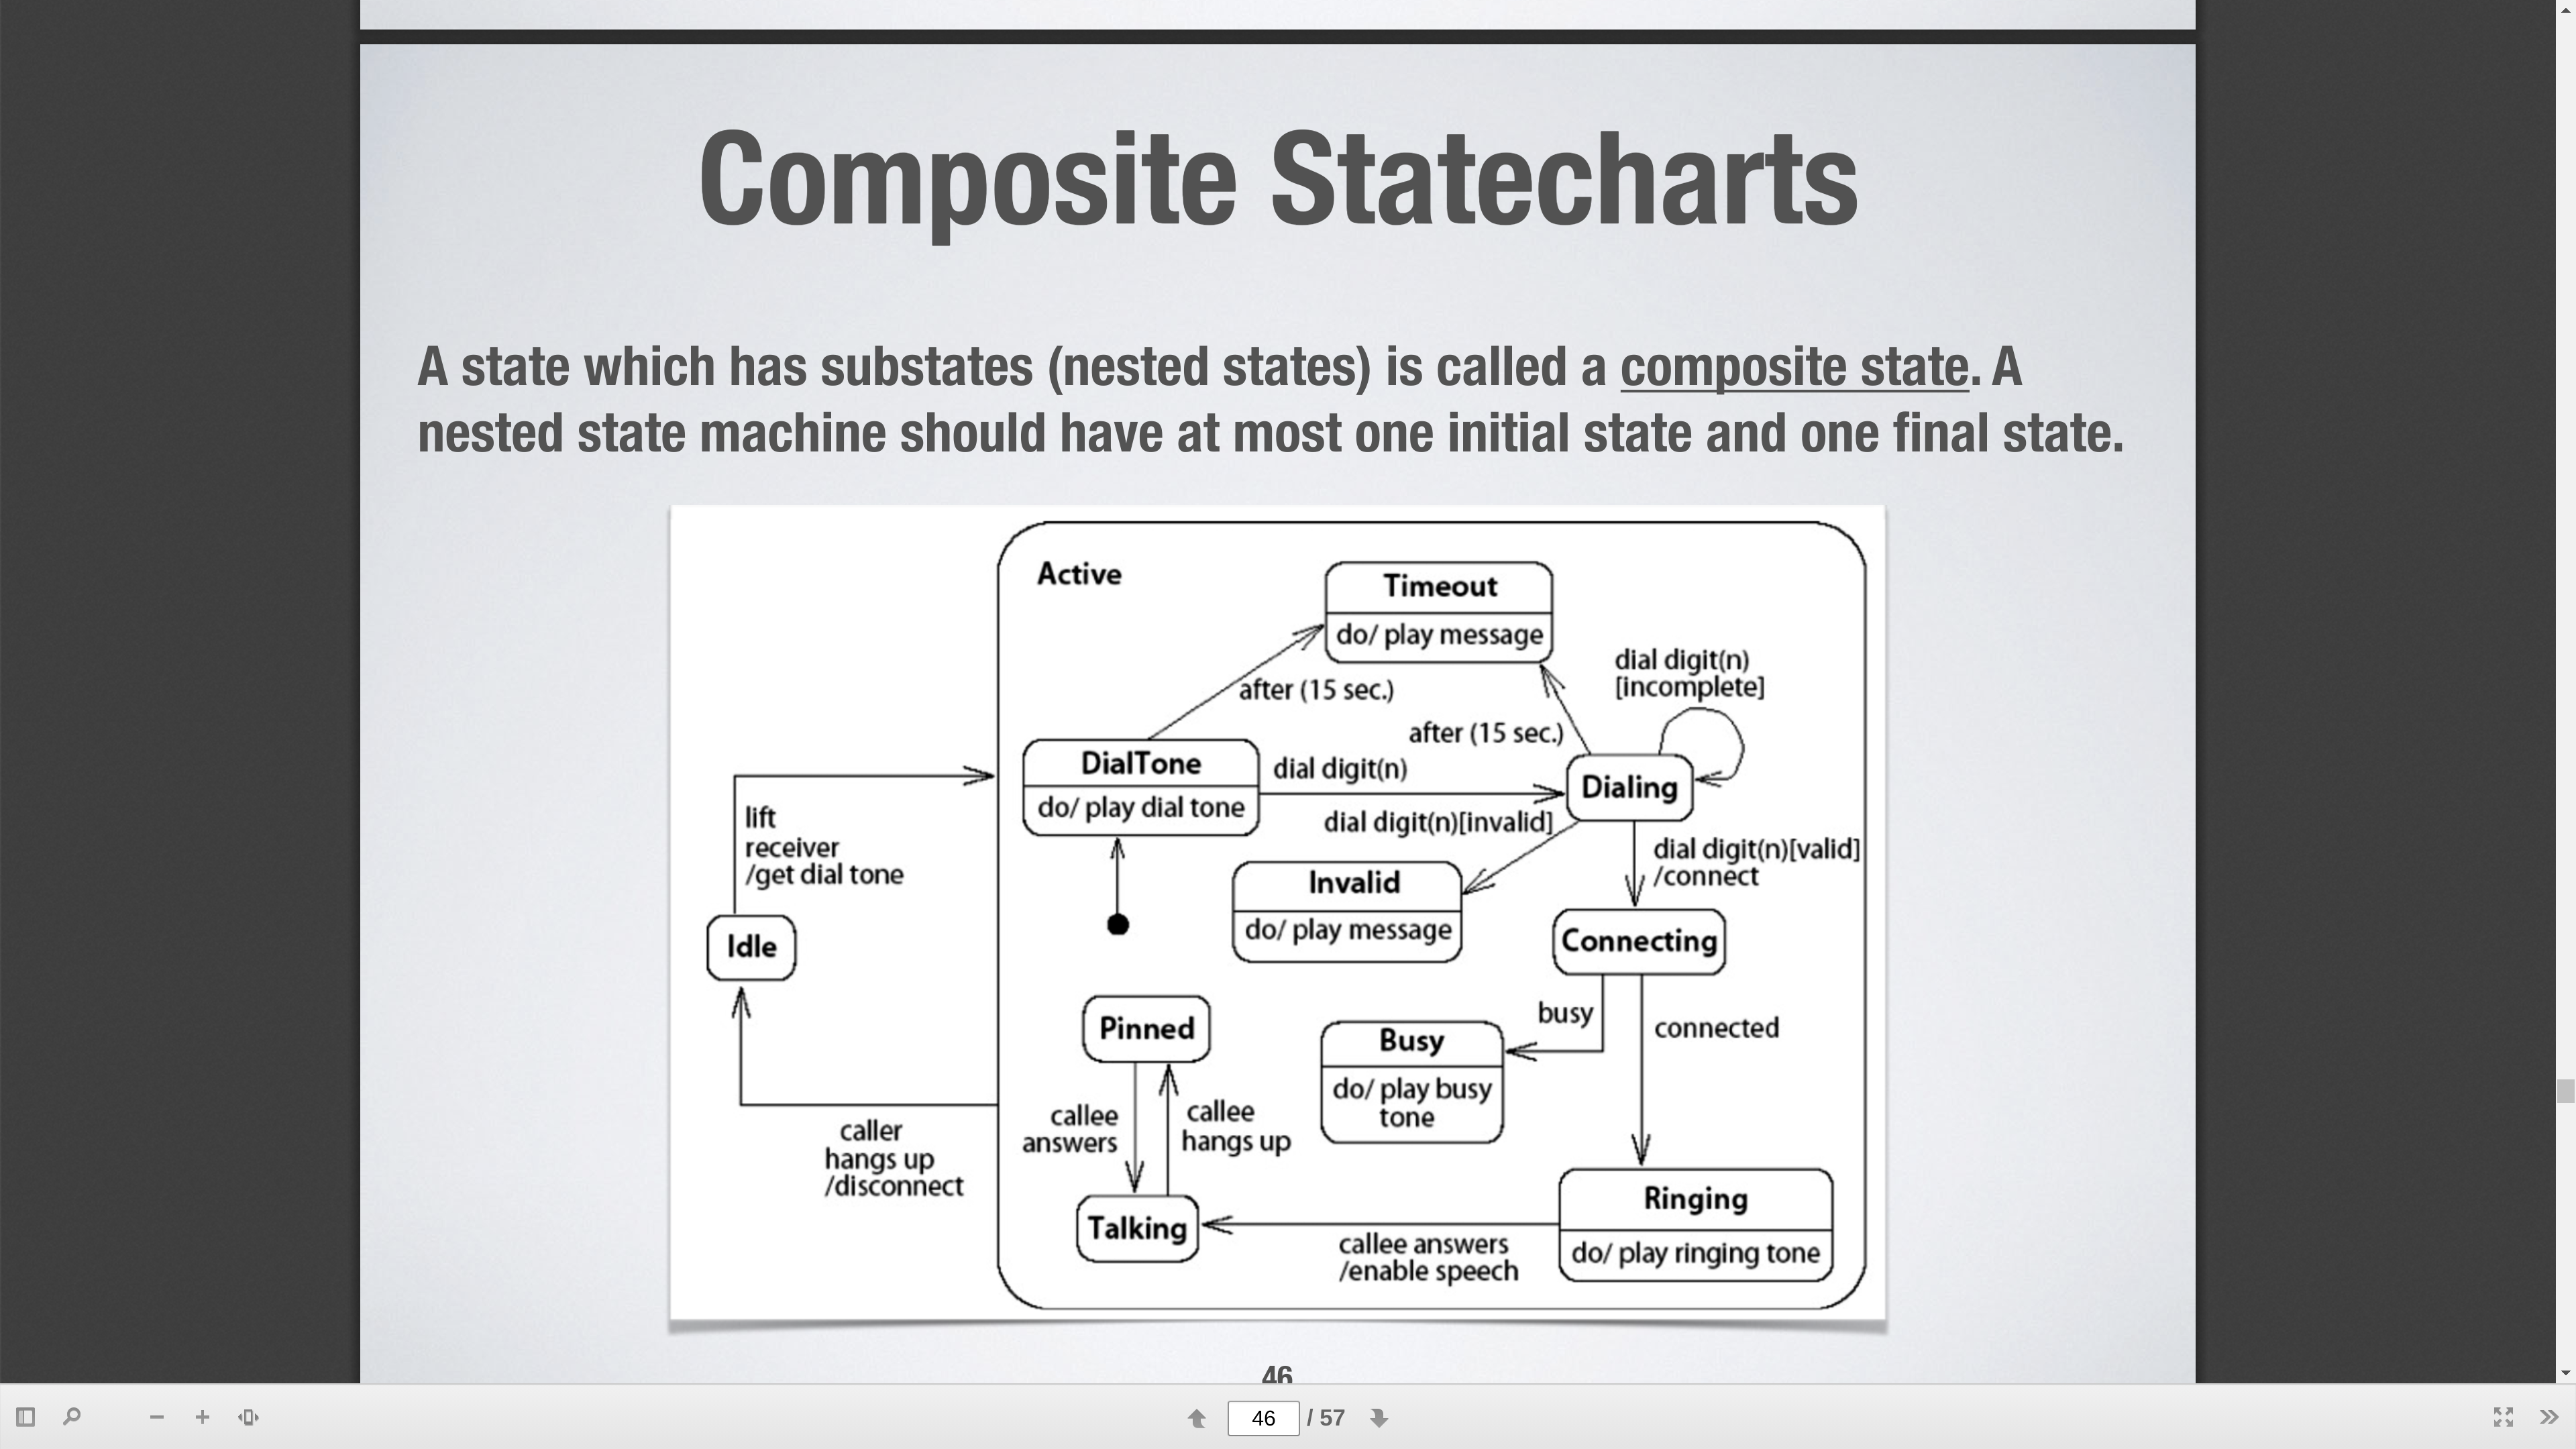 Composite Statecharts
A state which has substates (nested states) is called a composite state. A
nested state machine should have at most one initial state and one final state.
Active
Timeout
do/ play message
dial digit(n)
[incomplete]
after (15 sec.)
after (15 sec.)
DialTone
do/ play dial tone
dial digit(n)
Dialing
dial digit(n)[invalid]
lift
receiver
/get dial tone
dial digit(n)[valid]
/connect
Invalid
do/ play message
Idle
Connecting
Pinned
busy
connected
Busy
do/ play busy
tone
callee
answers
callee
hangs up
caller
hangs up
/disconnect
Talking
Ringing
do/ play ringing tone
callee answers
/enable speech
46
46 / 57